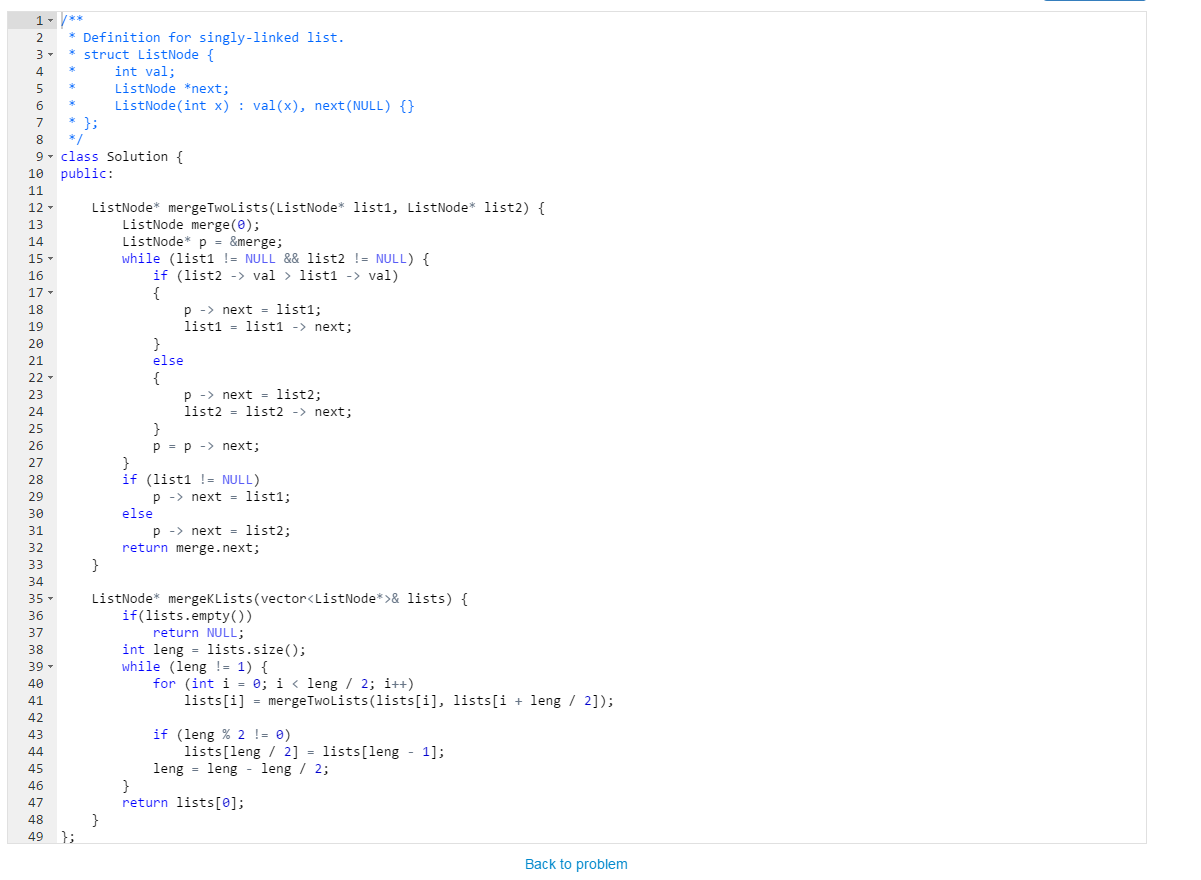 1 /**
2  * Definition for singly-linked list.
3  * struct ListNode {
4  *     int val;
5  *     ListNode *next;
6  *     ListNode(int x) : val(x), next(NULL) {}
7  * };
8  */
9 class Solution {
10 public:
11
12     ListNode* mergeTwoLists(ListNode* list1, ListNode* list2) {
13         ListNode merge(0);
14         ListNode* p = &merge;
15         while (list1 != NULL && list2 != NULL) {
16             if (list2 -> val > list1 -> val)
17             {
18                 p -> next = list1;
19                 list1 = list1 -> next;
20             }
21             else
22             {
23                 p -> next = list2;
24                 list2 = list2 -> next;
25             }
26             p = p -> next;
27         }
28         if (list1 != NULL)
29             p -> next = list1;
30         else
31             p -> next = list2;
32         return merge.next;
33     }
34
35     ListNode* mergeKLists(vector<ListNode*>& lists) {
36         if(lists.empty())
37             return NULL;
38         int leng = lists.size();
39         while (leng != 1) {
40             for (int i = 0; i < leng / 2; i++)
41                 lists[i] = mergeTwoLists(lists[i], lists[i + leng / 2]);
42
43             if (leng % 2 != 0)
44                 lists[leng / 2] = lists[leng - 1];
45             leng = leng - leng / 2;
46         }
47         return lists[0];
48     }
49 };
Back to problem